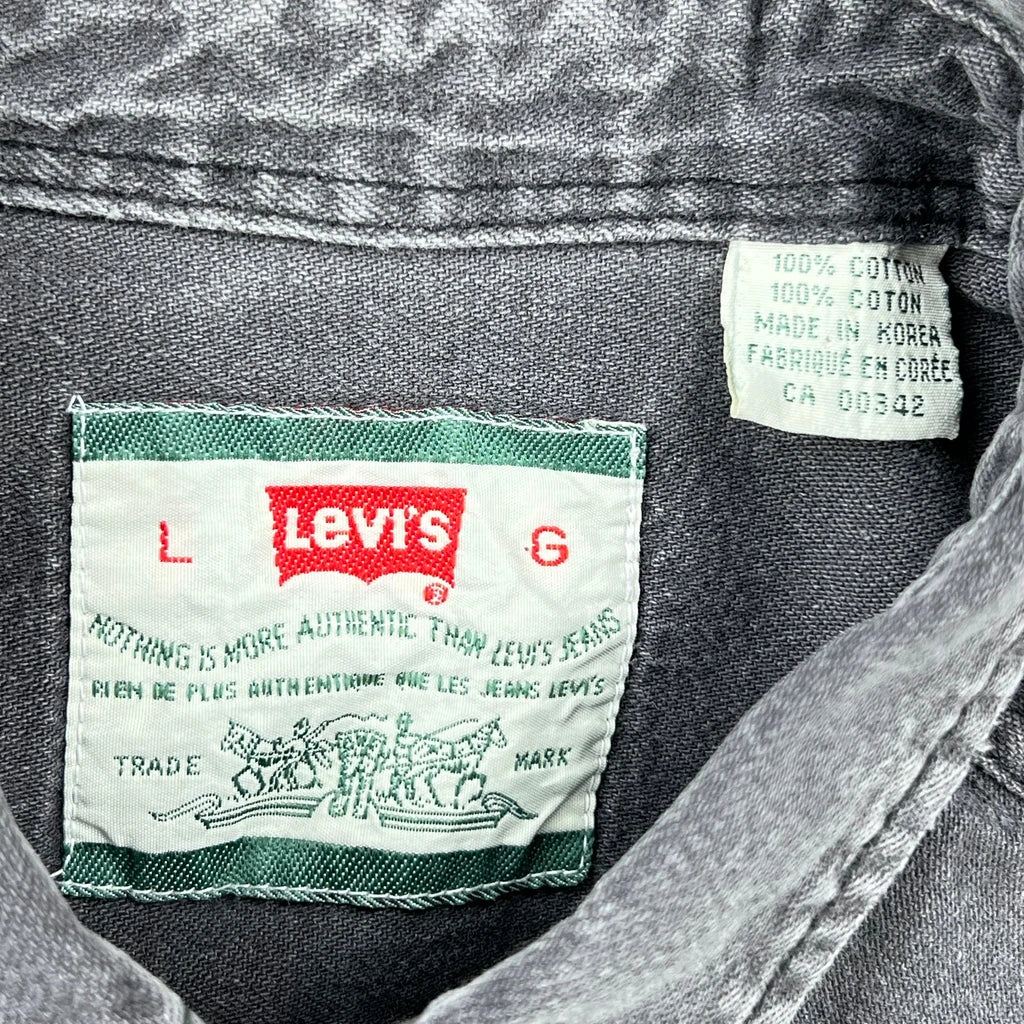 100% COTTON
100% COTON
MADE IN KOREA
FABRIQUÉ EN CORÉE
CA 00342
L LEVI'S G
®
NOTHING IS MORE AUTHENTIC THAN LEVI'S JEANS
RIEN DE PLUS AUTHENTIQUE QUE LES JEANS LEVI'S
TRADE MARK